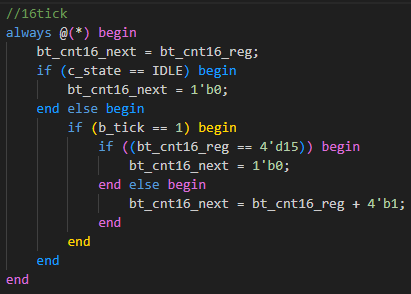 //16tick
always @(*) begin
    bt_cnt16_next = bt_cnt16_reg;
    if (c_state == IDLE) begin
        bt_cnt16_next = 1'b0;
    end else begin
        if (b_tick == 1) begin
            if ((bt_cnt16_reg == 4'd15)) begin
                bt_cnt16_next = 1'b0;
            end else begin
                bt_cnt16_next = bt_cnt16_reg + 4'b1;
            end
        end
    end
end